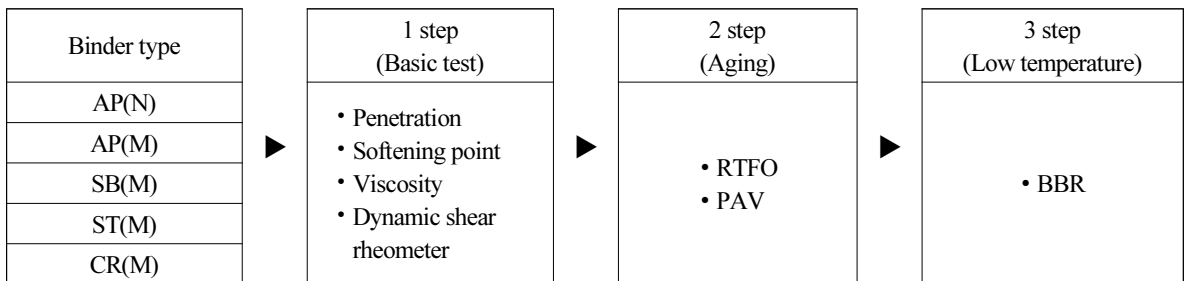 Binder type
AP(N)
AP(M)
SB(M)
ST(M)
CR(M)
1 step
(Basic test)
• Penetration
• Softening point
• Viscosity
• Dynamic shear
rheometer
2 step
(Aging)
• RTFO
• PAV
3 step
(Low temperature)
• BBR